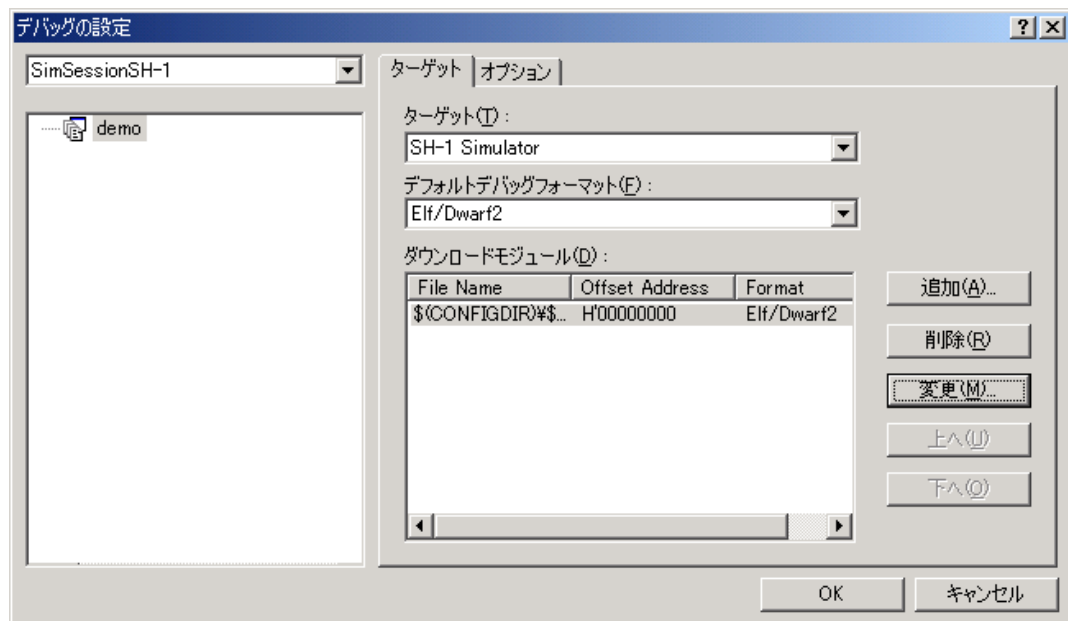 デバッグの設定
SimSessionSH-1
demo
ターゲット
オプション
ターゲット(T) :
SH-1 Simulator
デフォルトデバッグフォーマット(F) :
Elf/Dwarf2
ダウンロードモジュール(D) :
File Name Offset Address Format
$(CONFIGDIR)¥$... H'00000000 Elf/Dwarf2
追加(A)...
削除(R)
変更(M)...
上へ(U)
下へ(O)
OK
キャンセル